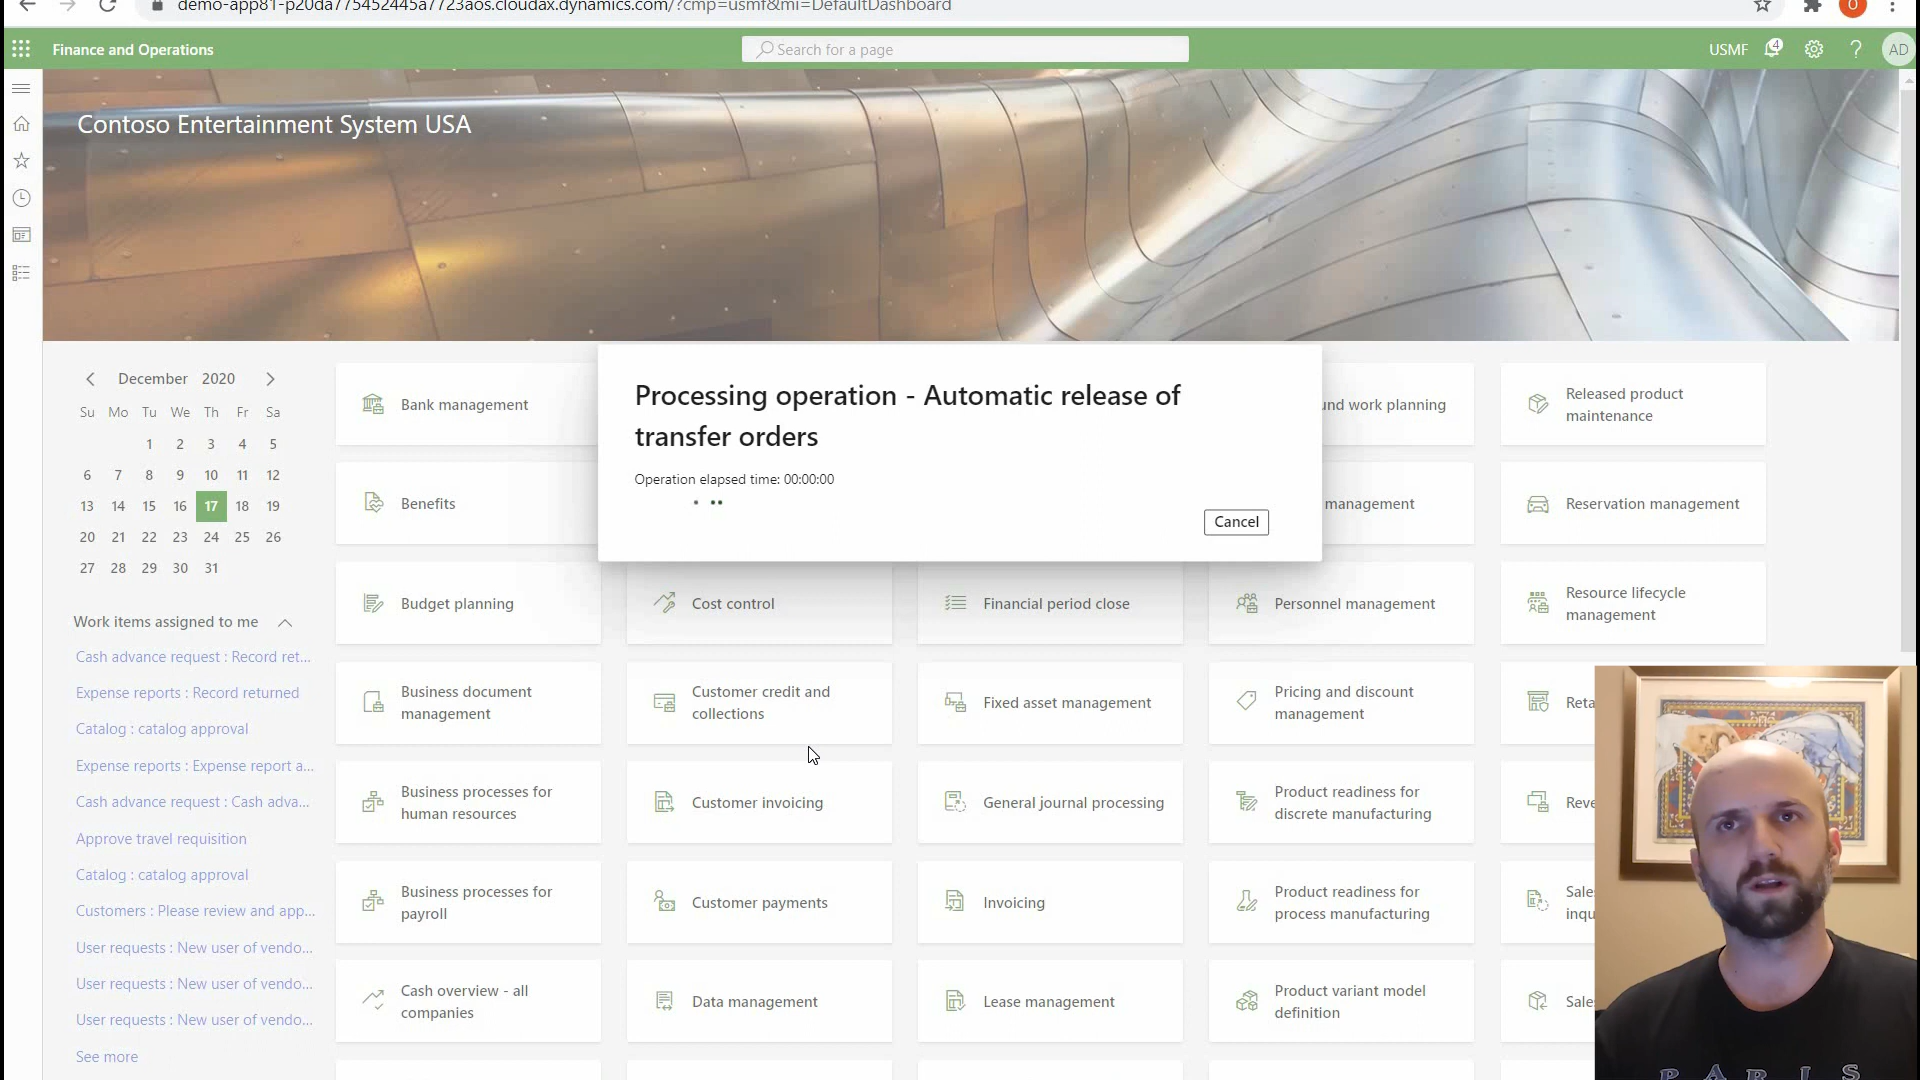 demo-app81-p20da775452445a7723aos.cloudax.dynamics.com/?cmp=usmf&mi=DefaultDashboard
O
Finance and Operations
Search for a page
USMF
4
?
AD
Contoso Entertainment System USA
December 2020
Su Mo Tu We Th Fr Sa
1 2 3 4 5
6 7 8 9 10 11 12
13 14 15 16 17 18 19
20 21 22 23 24 25 26
27 28 29 30 31
Work items assigned to me
Cash advance request : Record ret...
Expense reports : Record returned
Catalog : catalog approval
Expense reports : Expense report a...
Cash advance request : Cash adva...
Approve travel requisition
Catalog : catalog approval
Customers : Please review and app...
User requests : New user of vendo...
User requests : New user of vendo...
User requests : New user of vendo...
See more
Processing operation - Automatic release of
transfer orders
Operation elapsed time: 00:00:00
Cancel
Bank management
work planning
Released product
maintenance
Benefits
management
Reservation management
Budget planning
Cost control
Financial period close
Personnel management
Resource lifecycle
management
Business document
management
Customer credit and
collections
Fixed asset management
Pricing and discount
management
Business processes for
human resources
Customer invoicing
General journal processing
Product readiness for
discrete manufacturing
Business processes for
payroll
Customer payments
Invoicing
Product readiness for
process manufacturing
Cash overview - all
companies
Data management
Lease management
Product variant model
definition
PARIS